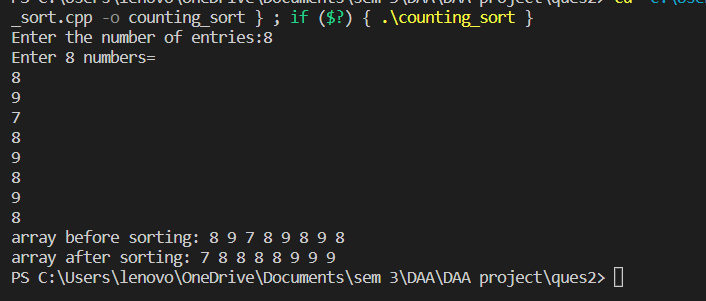 PS C:\Users\lenovo\OneDrive\Documents\sem 3\DAA\DAA project\ques2> cd
_sort.cpp -o counting_sort } ; if ($?) { .\counting_sort }
Enter the number of entries:8
Enter 8 numbers=
8
9
7
8
9
8
9
8
array before sorting: 8 9 7 8 9 8 9 8
array after sorting: 7 8 8 8 8 9 9 9
PS C:\Users\lenovo\OneDrive\Documents\sem 3\DAA\DAA project\ques2>